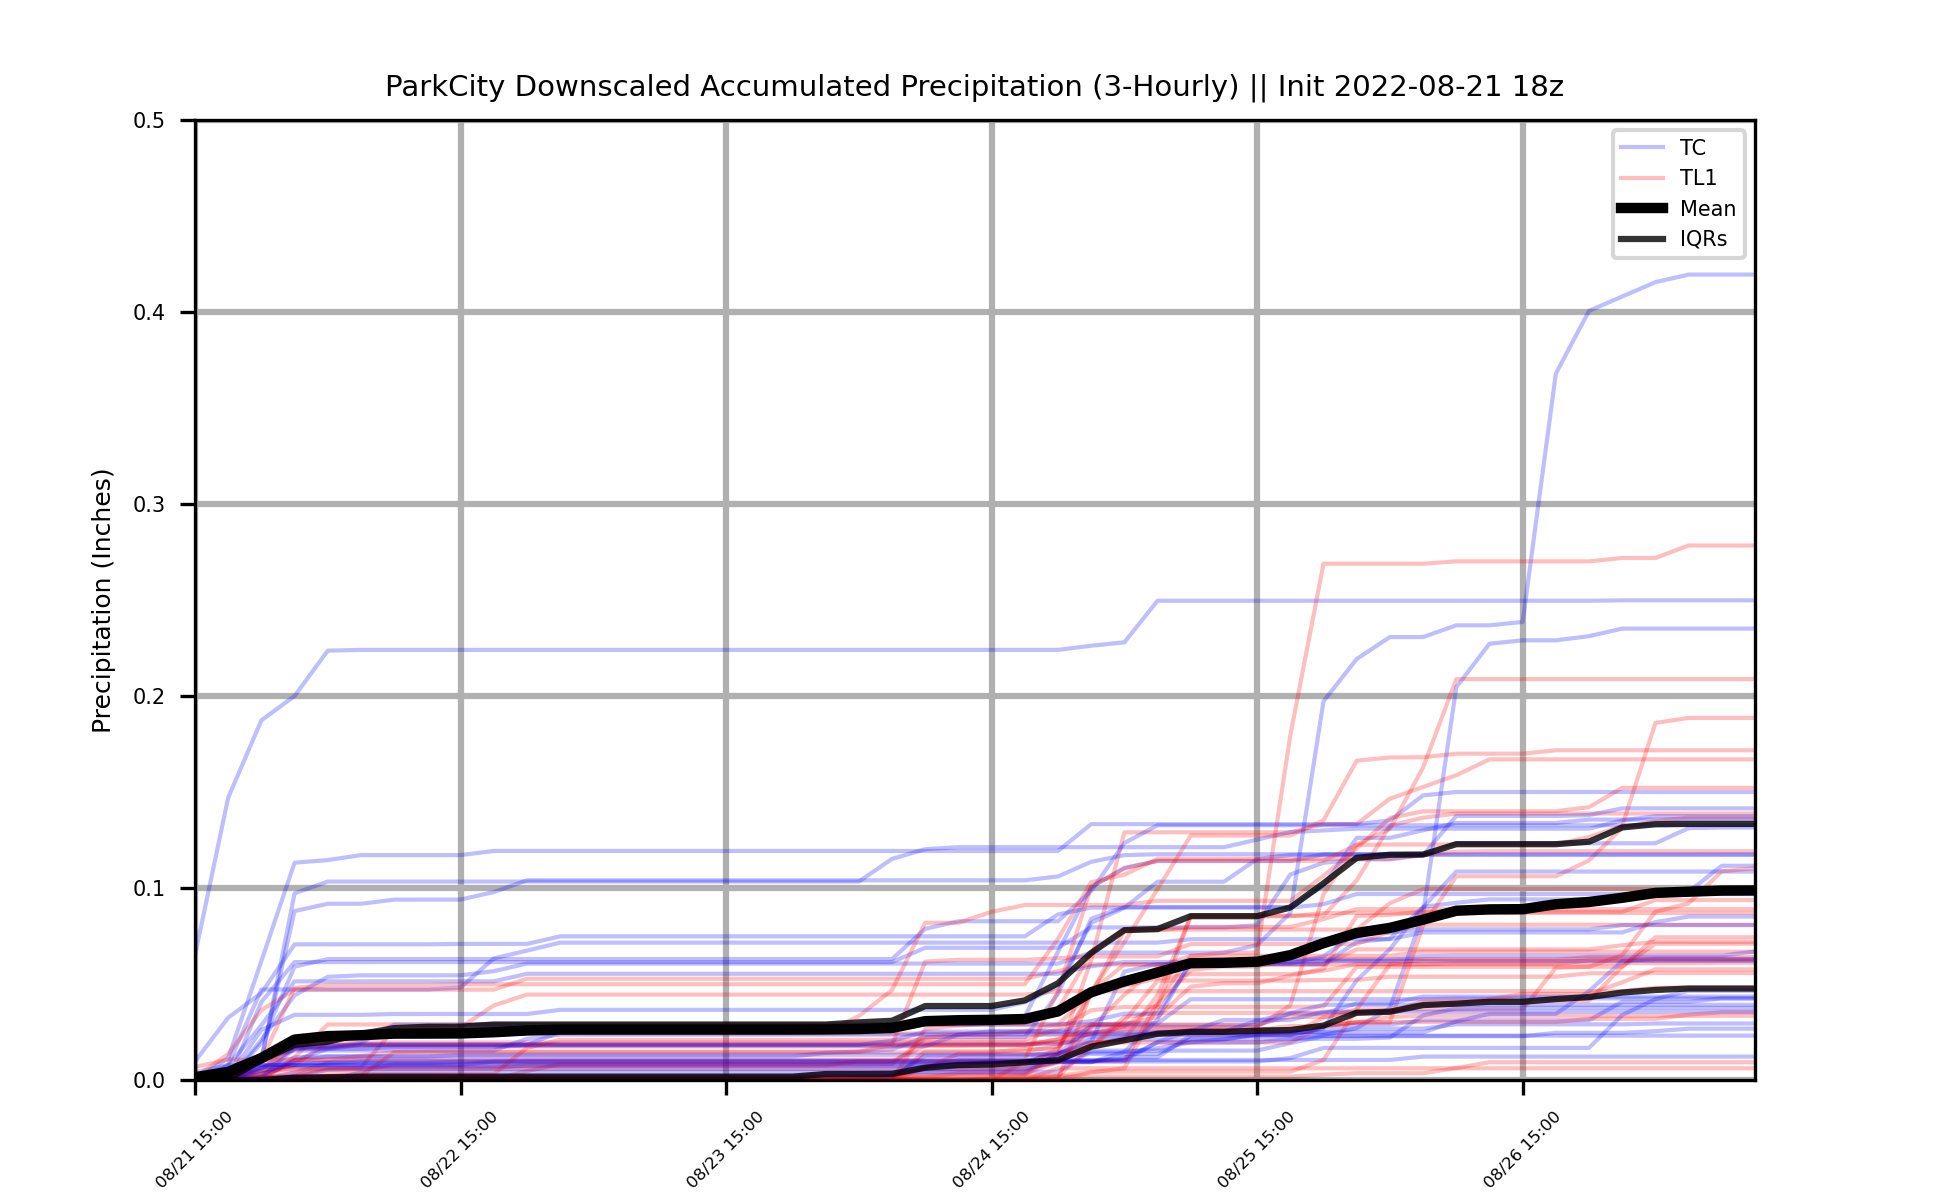 ParkCity Downscaled Accumulated Precipitation (3-Hourly) || Init 2022-08-21 18z
Precipitation (Inches)
0.5
0.4
0.3
0.2
0.1
0.0
TC
TL1
Mean
IQRs
08/21 15:00
08/22 15:00
08/23 15:00
08/24 15:00
08/25 15:00
08/26 15:00